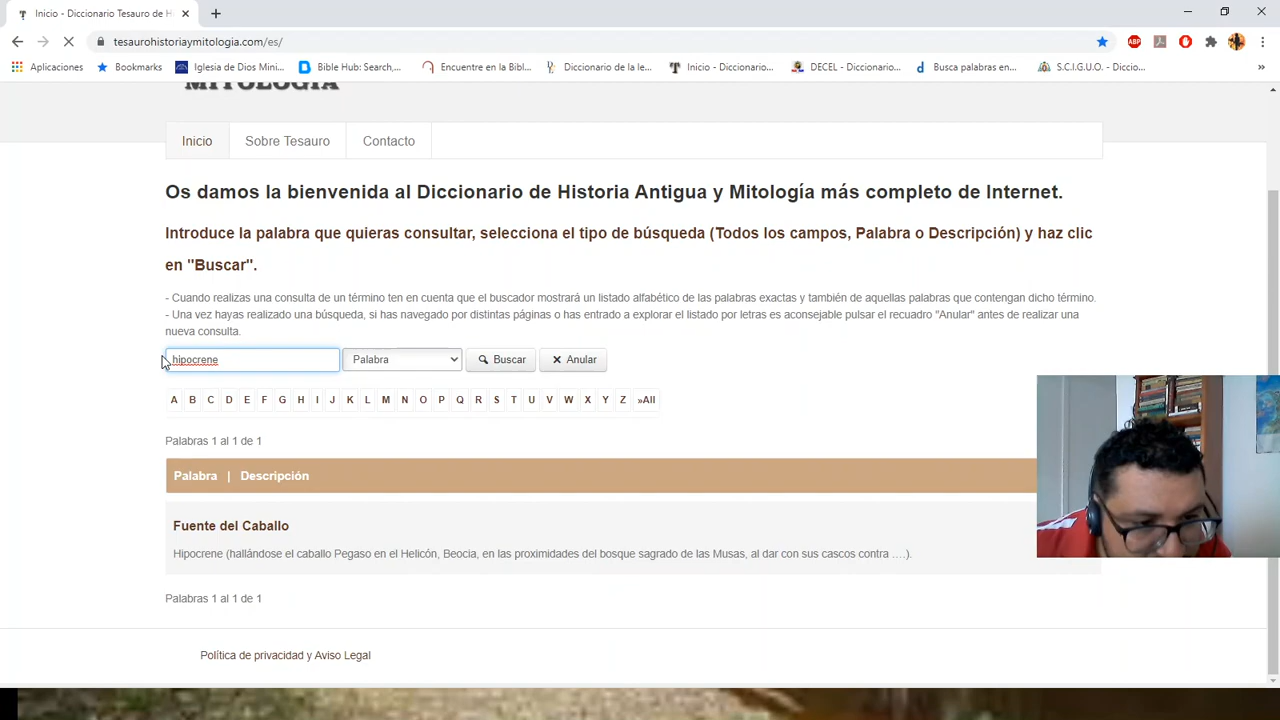 Inicio - Diccionario Tesauro de Hi
tesaurohistoriaymitologia.com/es/
Aplicaciones Bookmarks Iglesia de Dios Mini... Bible Hub: Search,... Encuentre en la Bibl... Diccionario de la le... Inicio - Diccionario... DECEL - Diccionario... Busca palabras en... S.C.I.G.U.O. - Diccio... »
MITOLOGÍA
Inicio Sobre Tesauro Contacto
Os damos la bienvenida al Diccionario de Historia Antigua y Mitología más completo de Internet.
Introduce la palabra que quieras consultar, selecciona el tipo de búsqueda (Todos los campos, Palabra o Descripción) y haz clic
en "Buscar".
- Cuando realizas una consulta de un término ten en cuenta que el buscador mostrará un listado alfabético de las palabras exactas y también de aquellas palabras que contengan dicho término.
- Una vez hayas realizado una búsqueda, si has navegado por distintas páginas o has entrado a explorar el listado por letras es aconsejable pulsar el recuadro "Anular" antes de realizar una
nueva consulta.
hipocrene Palabra Buscar Anular
A B C D E F G H I J K L M N O P Q R S T U V W X Y Z »All
Palabras 1 al 1 de 1
Palabra | Descripción
Fuente del Caballo
Hipocrene (hallándose el caballo Pegaso en el Helicón, Beocia, en las proximidades del bosque sagrado de las Musas, al dar con sus cascos contra ….).
Palabras 1 al 1 de 1
Política de privacidad y Aviso Legal